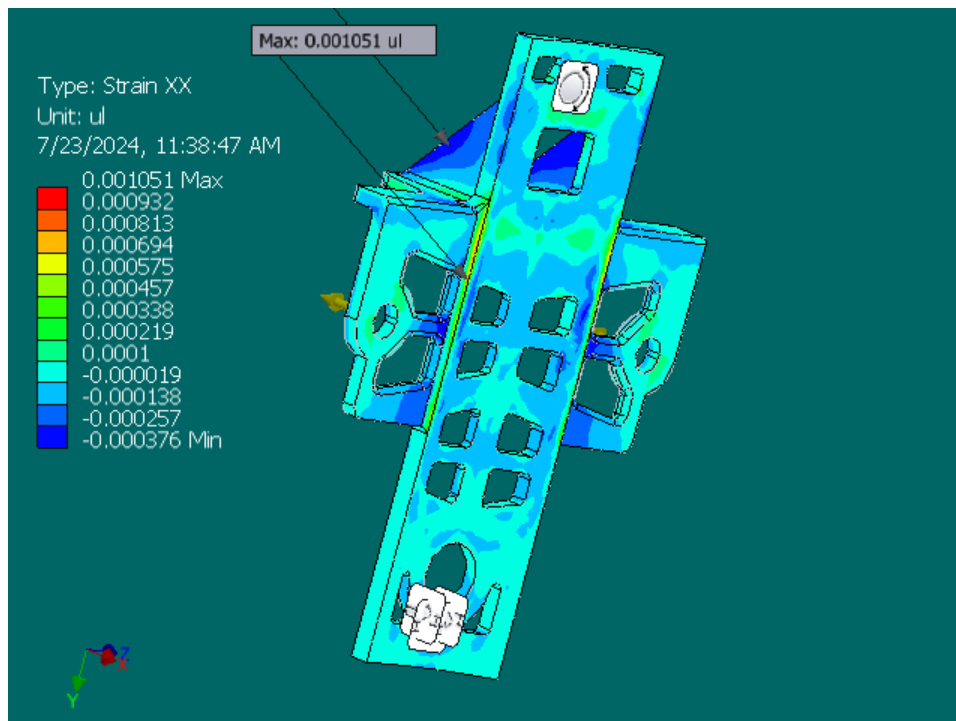 Max: 0.001051 ul
Type: Strain XX
Unit: ul
7/23/2024, 11:38:47 AM
0.001051 Max
0.000932
0.000813
0.000694
0.000575
0.000457
0.000338
0.000219
0.0001
-0.000019
-0.000138
-0.000257
-0.000376 Min
Z
X
Y